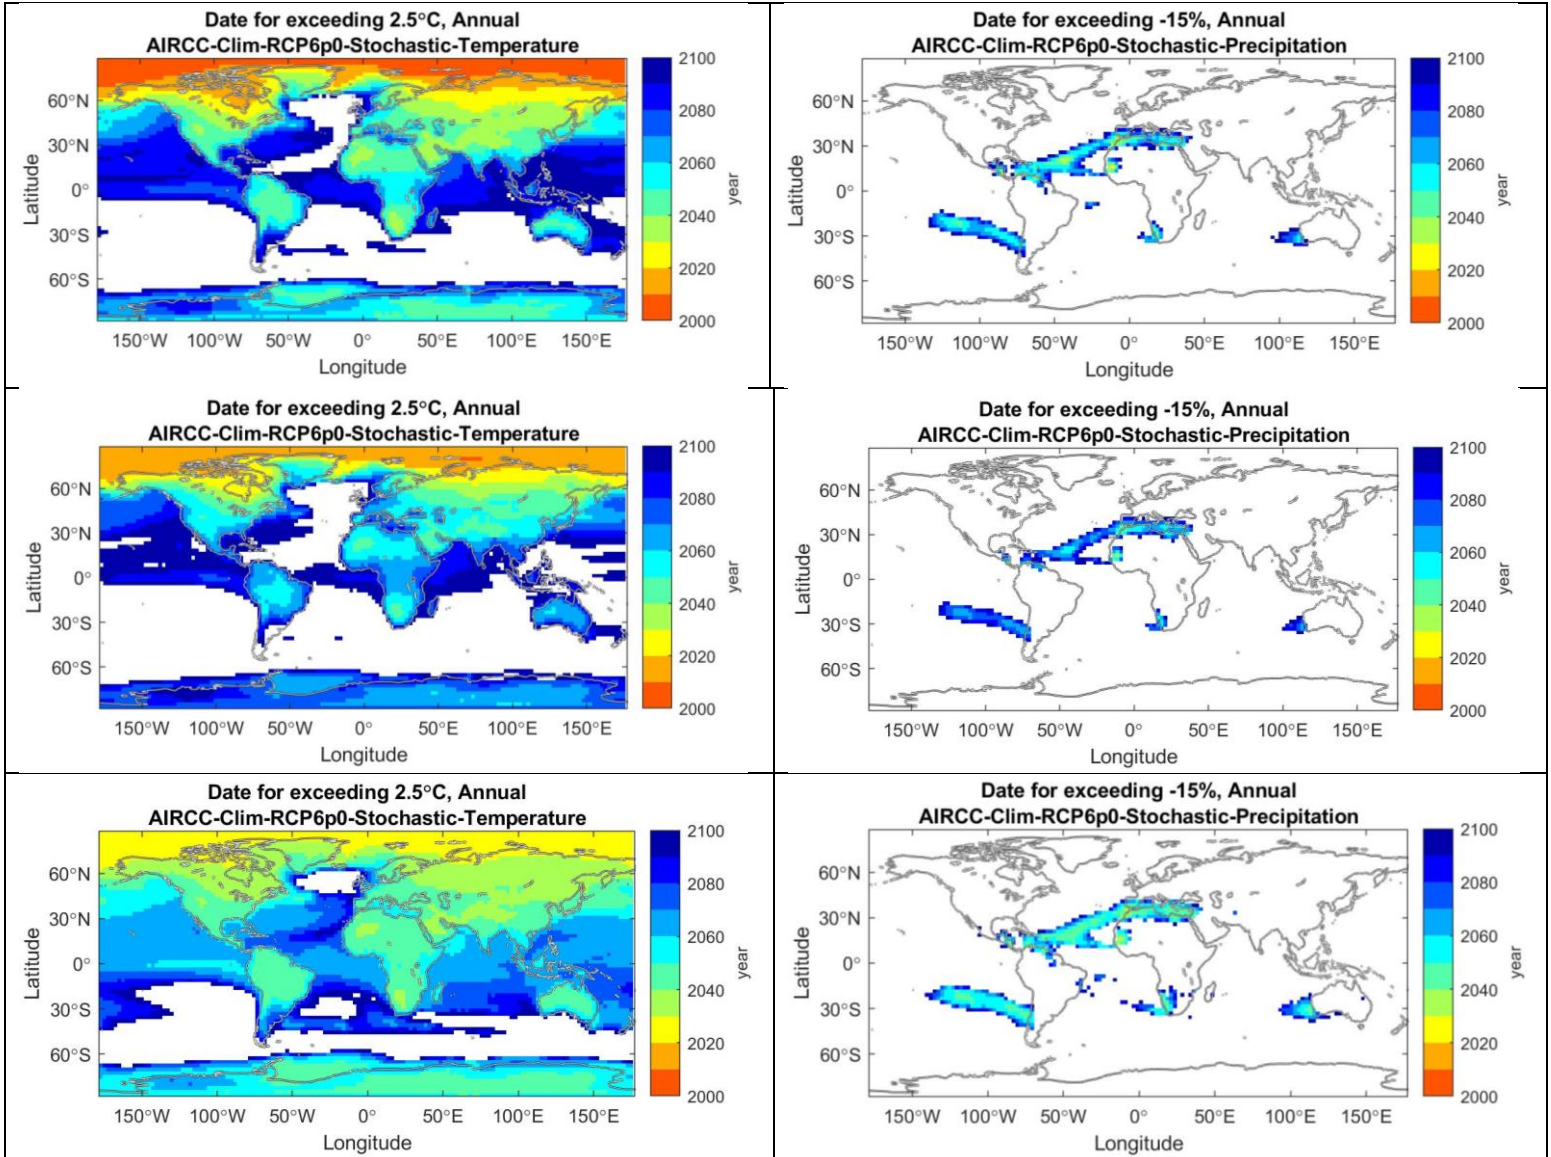 Date for exceeding 2.5°C, Annual
AIRCC-Clim-RCP6p0-Stochastic-Temperature
60°N
30°N
0°
30°S
60°S
Latitude
150°W 100°W 50°W 0° 50°E 100°E 150°E
Longitude
2100
2080
2060
2040
2020
2000
year
Date for exceeding -15%, Annual
AIRCC-Clim-RCP6p0-Stochastic-Precipitation
60°N
30°N
0°
30°S
60°S
Latitude
150°W 100°W 50°W 0° 50°E 100°E 150°E
Longitude
2100
2080
2060
2040
2020
2000
year
Date for exceeding 2.5°C, Annual
AIRCC-Clim-RCP6p0-Stochastic-Temperature
60°N
30°N
0°
30°S
60°S
Latitude
150°W 100°W 50°W 0° 50°E 100°E 150°E
Longitude
2100
2080
2060
2040
2020
2000
year
Date for exceeding -15%, Annual
AIRCC-Clim-RCP6p0-Stochastic-Precipitation
60°N
30°N
0°
30°S
60°S
Latitude
150°W 100°W 50°W 0° 50°E 100°E 150°E
Longitude
2100
2080
2060
2040
2020
2000
year
Date for exceeding 2.5°C, Annual
AIRCC-Clim-RCP6p0-Stochastic-Temperature
60°N
30°N
0°
30°S
60°S
Latitude
150°W 100°W 50°W 0° 50°E 100°E 150°E
Longitude
2100
2080
2060
2040
2020
2000
year
Date for exceeding -15%, Annual
AIRCC-Clim-RCP6p0-Stochastic-Precipitation
60°N
30°N
0°
30°S
60°S
Latitude
150°W 100°W 50°W 0° 50°E 100°E 150°E
Longitude
2100
2080
2060
2040
2020
2000
year